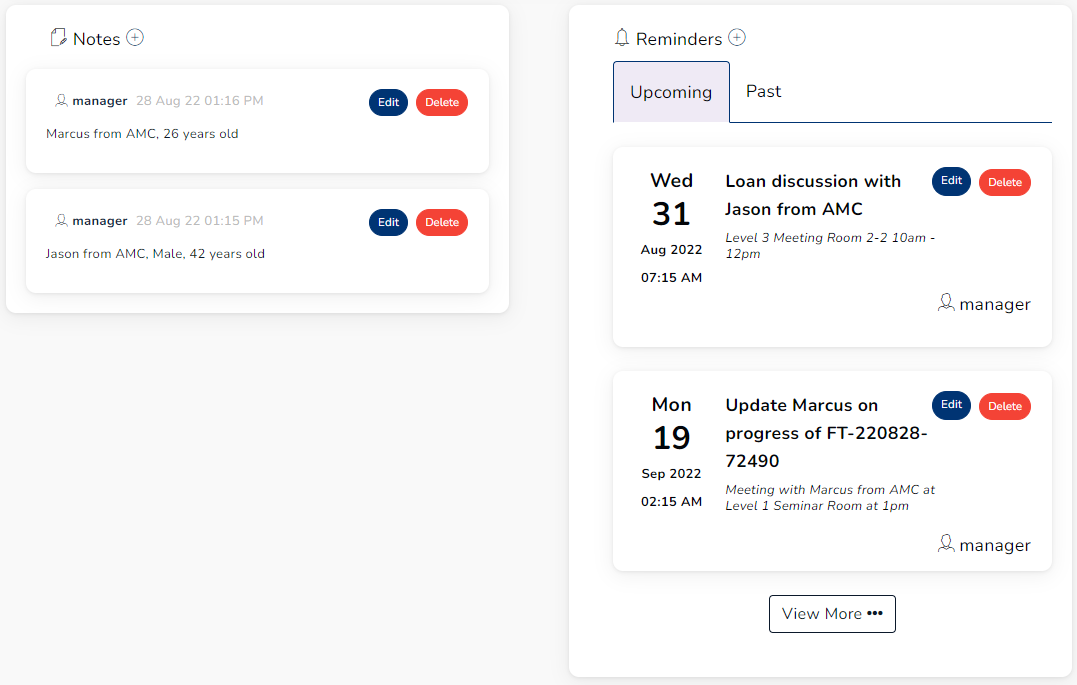 Notes
manager 28 Aug 22 01:16 PM
Edit
Delete
Marcus from AMC, 26 years old
manager 28 Aug 22 01:15 PM
Edit
Delete
Jason from AMC, Male, 42 years old
Reminders
Upcoming
Past
Wed
31
Aug 2022
07:15 AM
Loan discussion with
Jason from AMC
Level 3 Meeting Room 2-2 10am -
12pm
Edit
Delete
manager
Mon
19
Sep 2022
02:15 AM
Update Marcus on
progress of FT-220828-
72490
Meeting with Marcus from AMC at
Level 1 Seminar Room at 1pm
Edit
Delete
manager
View More •••